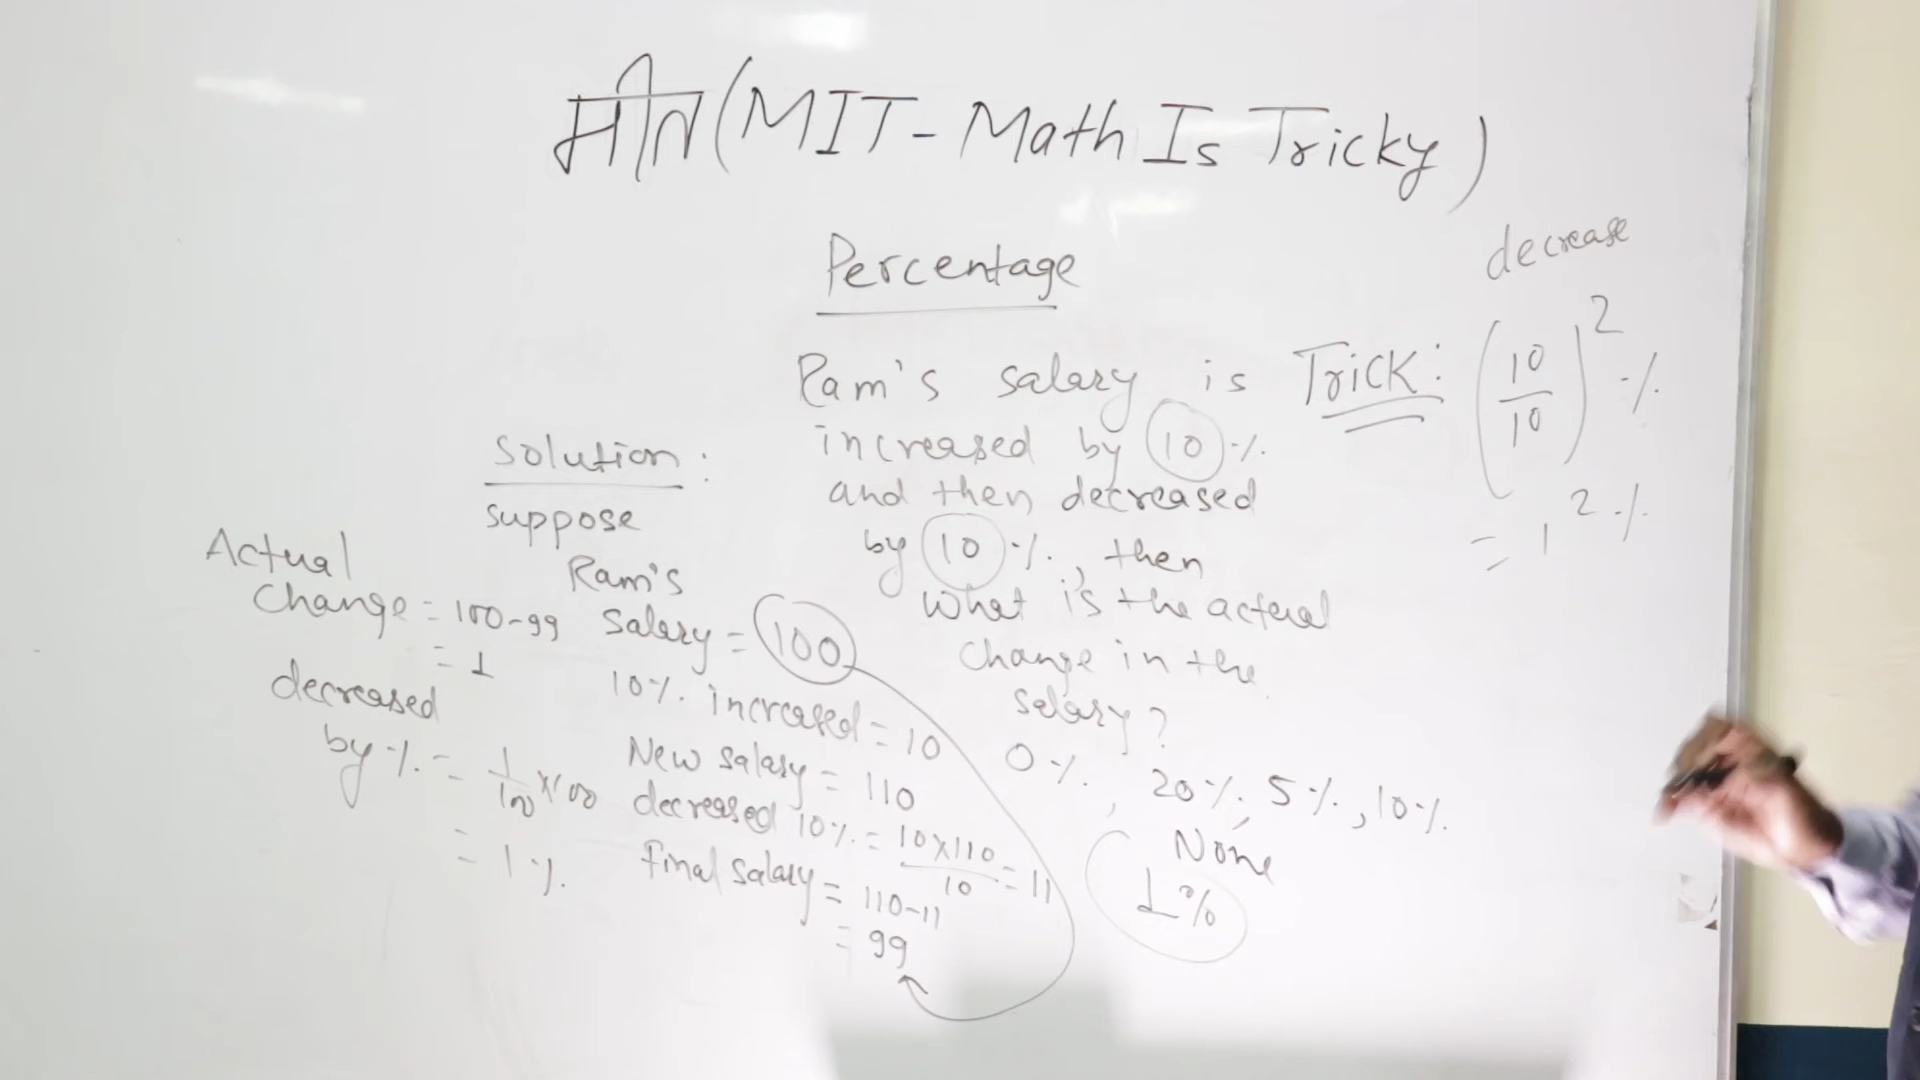 मीत (MIT - Math Is Tricky)
Percentage
Ram's salary is
increased by 10 %
and then decreased
by 10 %, then
what is the actual
change in the
salary?
0 %, 20 %, 5 %, 10 %.
None
1 %
Solution :
suppose
Ram's
Salary = 100
10 % increased = 10
New salary = 110
decreased 10 % = 10 x 110 / 10 = 11
final salary = 110-11
= 99
Actual
Change = 100-99
= 1
decreased
by % = 1/100 x 100
= 1 %.
decrease
Trick : (10/10)² %
= 1² %